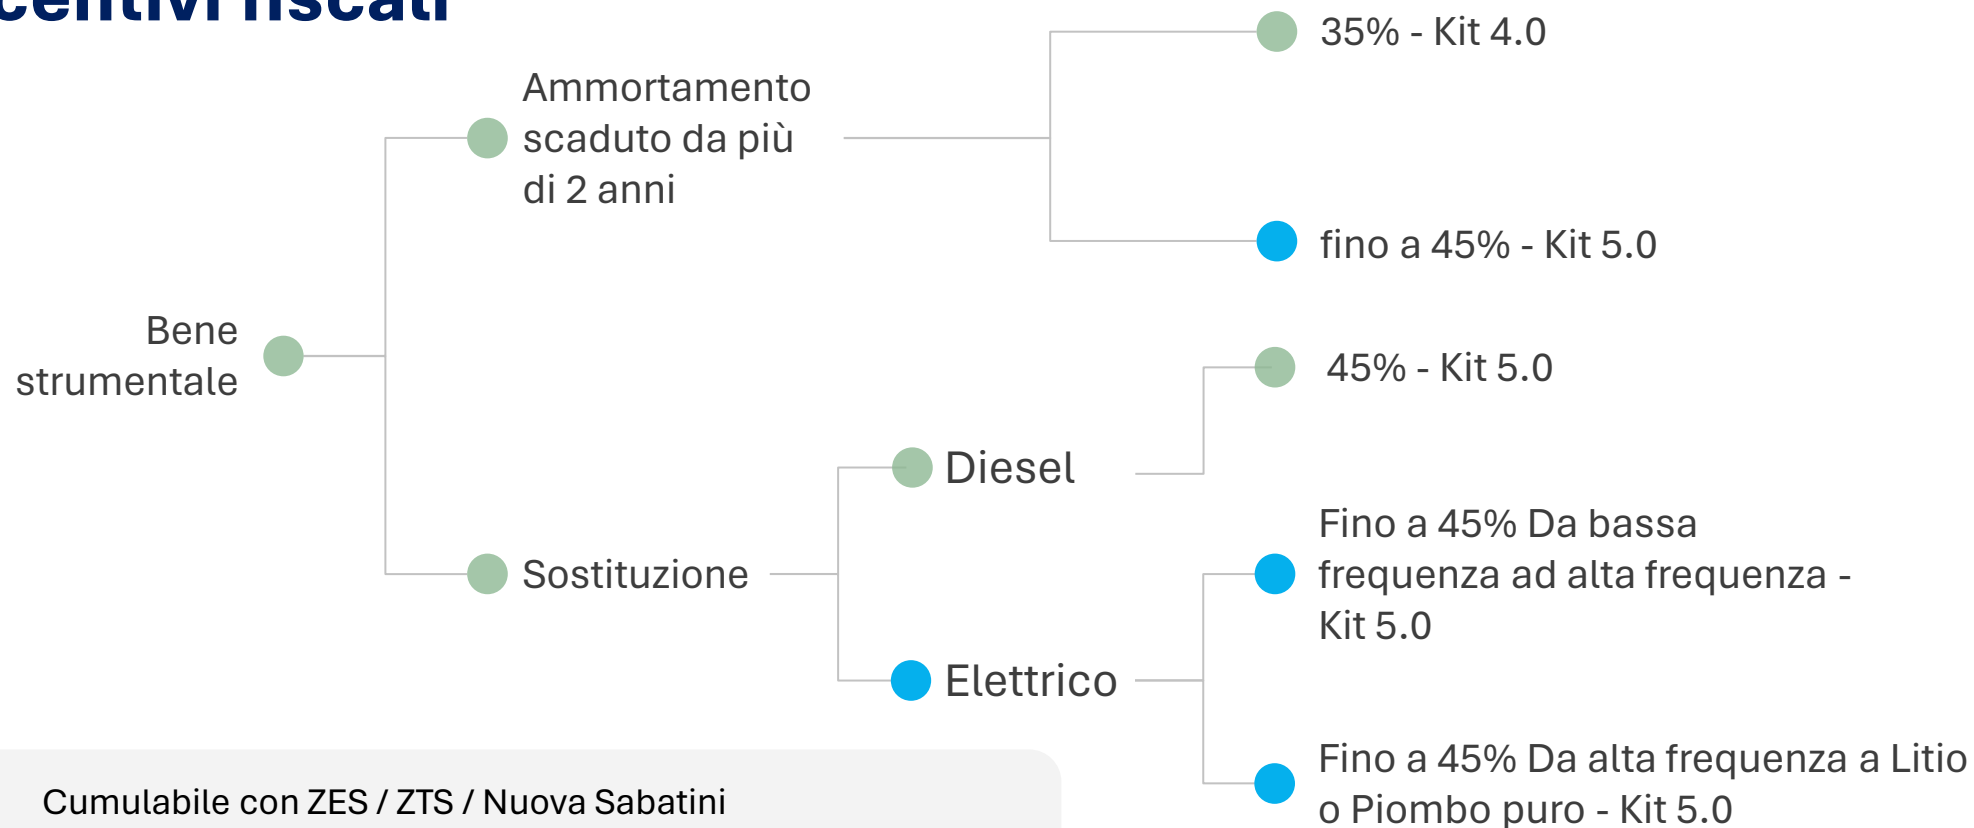 centivi fiscali
35% - Kit 4.0
Ammortamento
scaduto da più
di 2 anni
fino a 45% - Kit 5.0
Bene
strumentale
45% - Kit 5.0
Diesel
Sostituzione
Fino a 45% Da bassa
frequenza ad alta frequenza -
Kit 5.0
Elettrico
Fino a 45% Da alta frequenza a Litio
o Piombo puro - Kit 5.0
Cumulabile con ZES / ZTS / Nuova Sabatini